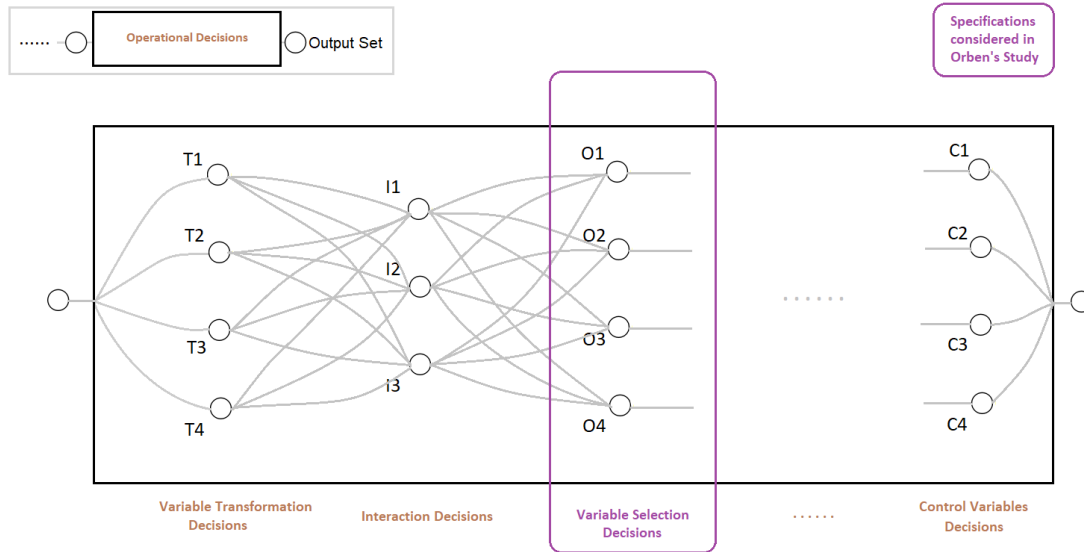 ...... Operational Decisions Output Set
Specifications
considered in
Orben's Study
T1
T2
T3
T4
I1
I2
I3
O1
O2
O3
O4
......
C1
C2
C3
C4
Variable Transformation
Decisions
Interaction Decisions
Variable Selection
Decisions
......
Control Variables
Decisions